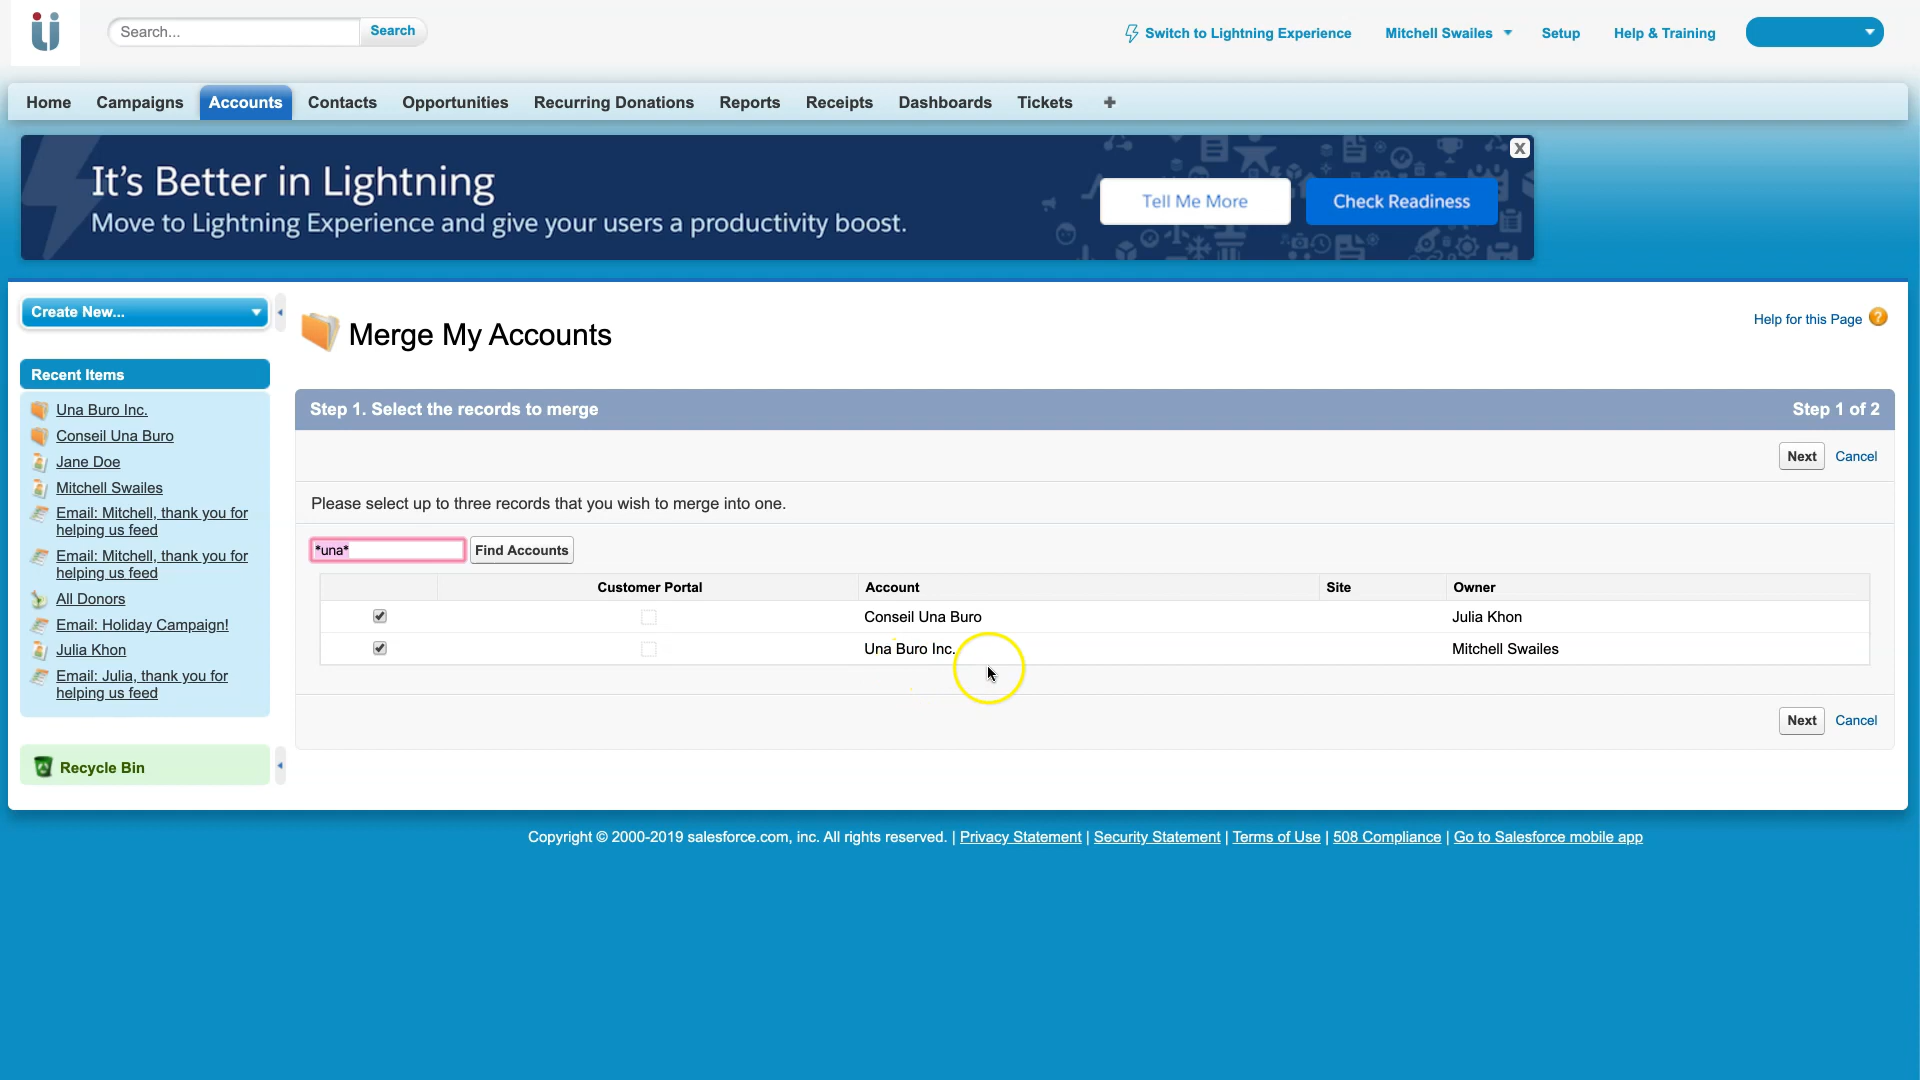 Search...
Search
Switch to Lightning Experience
Mitchell Swailes
Setup
Help & Training
Home
Campaigns
Accounts
Contacts
Opportunities
Recurring Donations
Reports
Receipts
Dashboards
Tickets
+
It's Better in Lightning
Move to Lightning Experience and give your users a productivity boost.
Tell Me More
Check Readiness
X
Create New...
Merge My Accounts
Help for this Page ?
Recent Items
Una Buro Inc.
Conseil Una Buro
Jane Doe
Mitchell Swailes
Email: Mitchell, thank you for
helping us feed
Email: Mitchell, thank you for
helping us feed
All Donors
Email: Holiday Campaign!
Julia Khon
Email: Julia, thank you for
helping us feed
Recycle Bin
Step 1. Select the records to merge
Step 1 of 2
Next
Cancel
Please select up to three records that you wish to merge into one.
*una*
Find Accounts
Customer Portal
Account
Site
Owner
Conseil Una Buro
Julia Khon
Una Buro Inc.
Mitchell Swailes
Next
Cancel
Copyright © 2000-2019 salesforce.com, inc. All rights reserved. | Privacy Statement | Security Statement | Terms of Use | 508 Compliance | Go to Salesforce mobile app